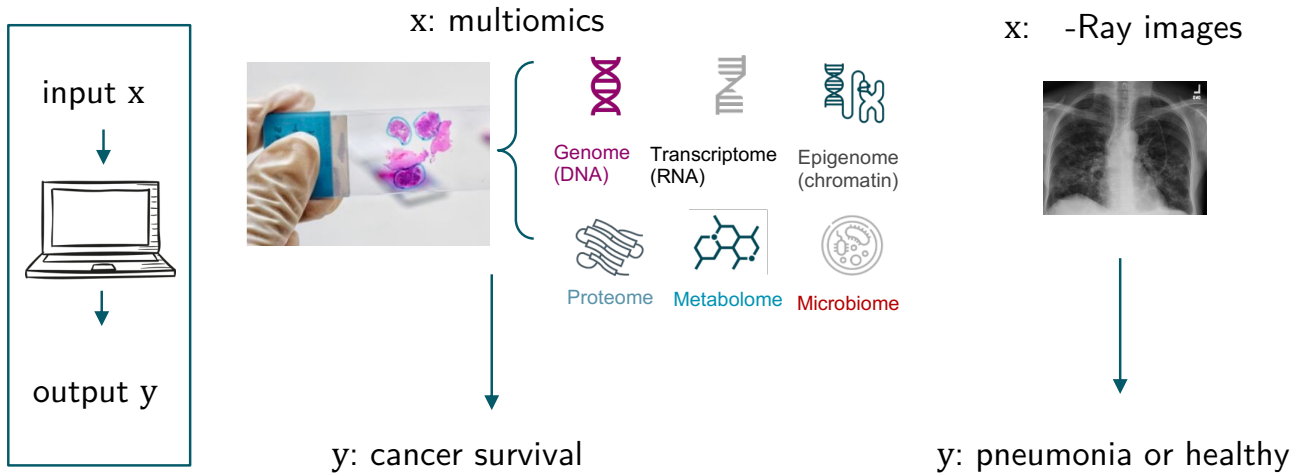 input x
output y
x: multiomics
Genome
(DNA)
Transcriptome
(RNA)
Epigenome
(chromatin)
Proteome
Metabolome
Microbiome
y: cancer survival
x: -Ray images
L
y: pneumonia or healthy